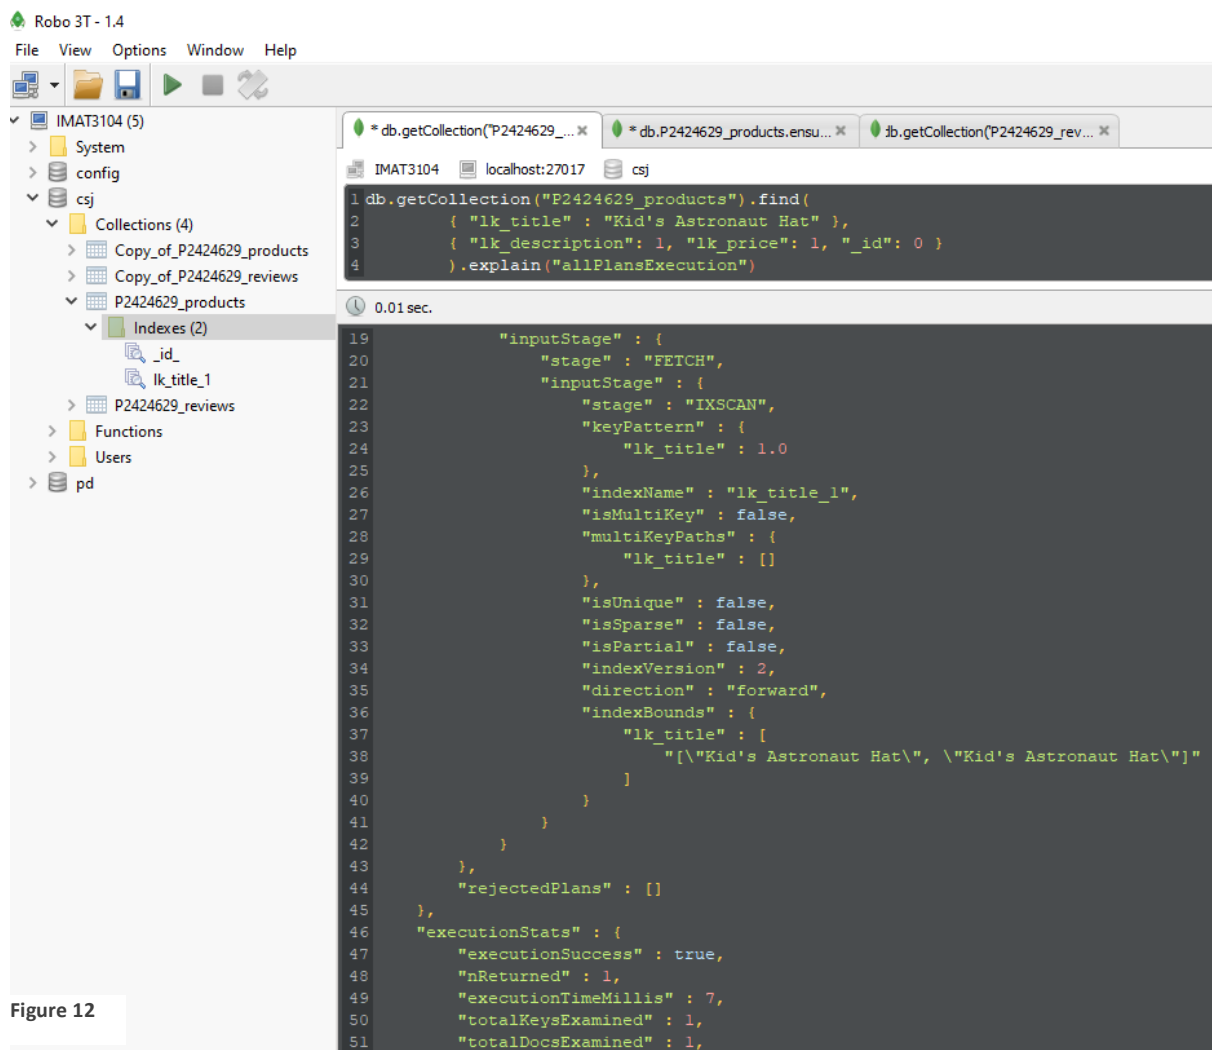 Robo 3T - 1.4
File View Options Window Help
IMAT3104 (5)
System
config
csj
Collections (4)
Copy_of_P2424629_products
Copy_of_P2424629_reviews
P2424629_products
Indexes (2)
_id_
lk_title_1
P2424629_reviews
Functions
Users
pd
* db.getCollection("P2424629_... * db.P2424629_products.ensu... db.getCollection('P2424629_rev...
IMAT3104 localhost:27017 csj
1 db.getCollection("P2424629_products").find(
2 { "lk_title" : "Kid's Astronaut Hat" },
3 { "lk_description": 1, "lk_price": 1, "_id": 0 }
4 ).explain("allPlansExecution")
0.01 sec.
19 "inputStage" : {
20 "stage" : "FETCH",
21 "inputStage" : {
22 "stage" : "IXSCAN",
23 "keyPattern" : {
24 "lk_title" : 1.0
25 },
26 "indexName" : "lk_title_1",
27 "isMultiKey" : false,
28 "multiKeyPaths" : {
29 "lk_title" : []
30 },
31 "isUnique" : false,
32 "isSparse" : false,
33 "isPartial" : false,
34 "indexVersion" : 2,
35 "direction" : "forward",
36 "indexBounds" : {
37 "lk_title" : [
38 "[\"Kid's Astronaut Hat\", \"Kid's Astronaut Hat\"]"
39 ]
40 }
41 }
42 }
43 },
44 "rejectedPlans" : []
45 },
46 "executionStats" : {
47 "executionSuccess" : true,
48 "nReturned" : 1,
49 "executionTimeMillis" : 7,
50 "totalKeysExamined" : 1,
51 "totalDocsExamined" : 1,
Figure 12